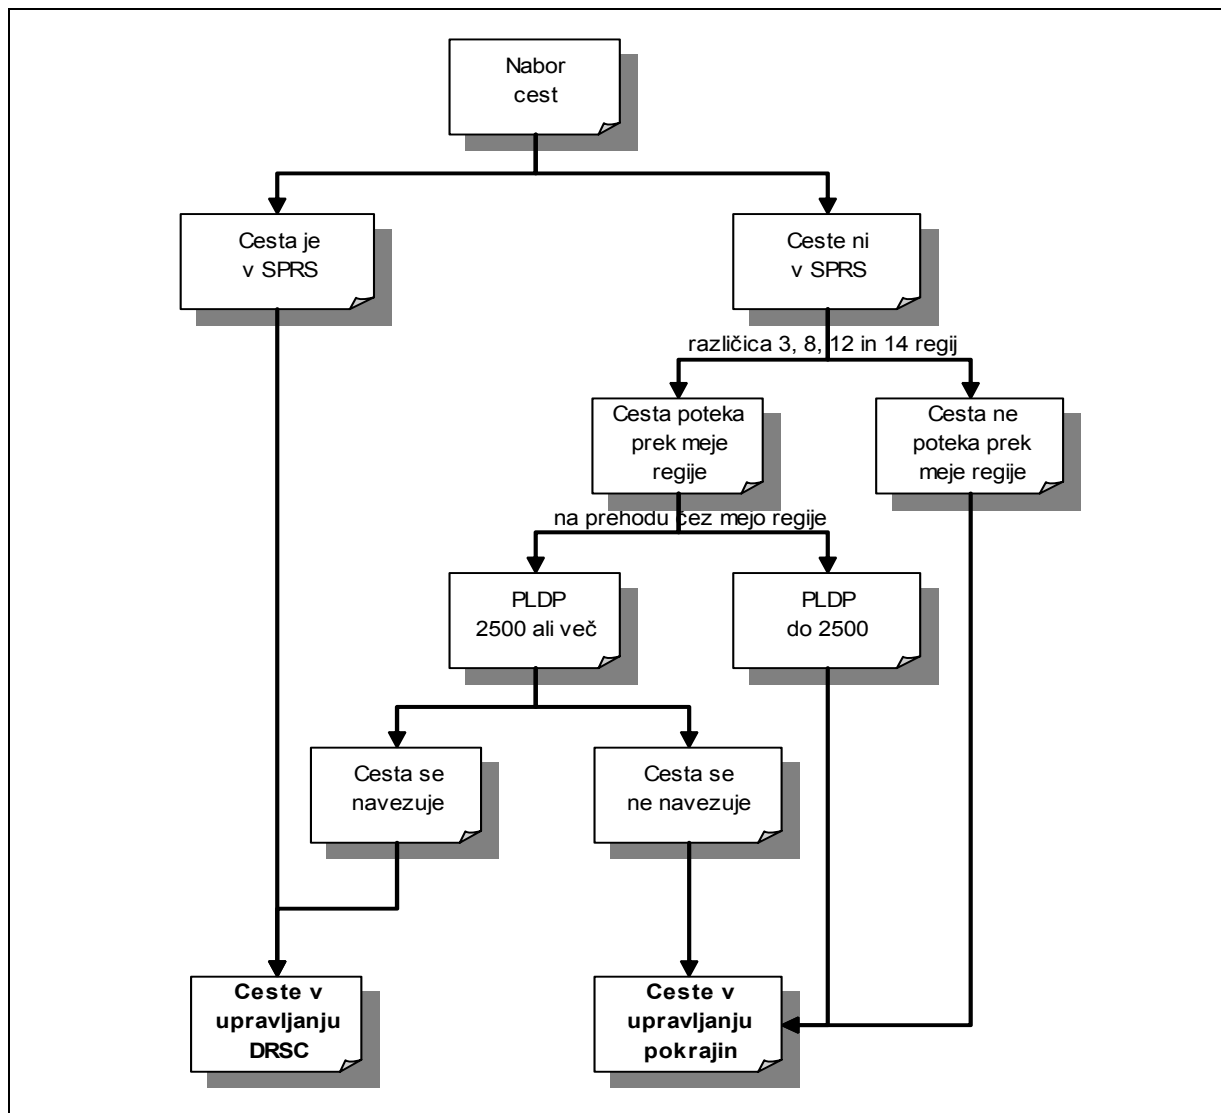 Nabor
cest
Cesta je
v SPRS
Ceste ni
v SPRS
različica 3, 8, 12 in 14 regij
Cesta poteka
prek meje
regije
Cesta ne
poteka prek
meje regije
na prehodu čez mejo regije
PLDP
2500 ali več
PLDP
do 2500
Cesta se
navezuje
Cesta se
ne navezuje
Ceste v
upravljanju
DRSC
Ceste v
upravljanju
pokrajin